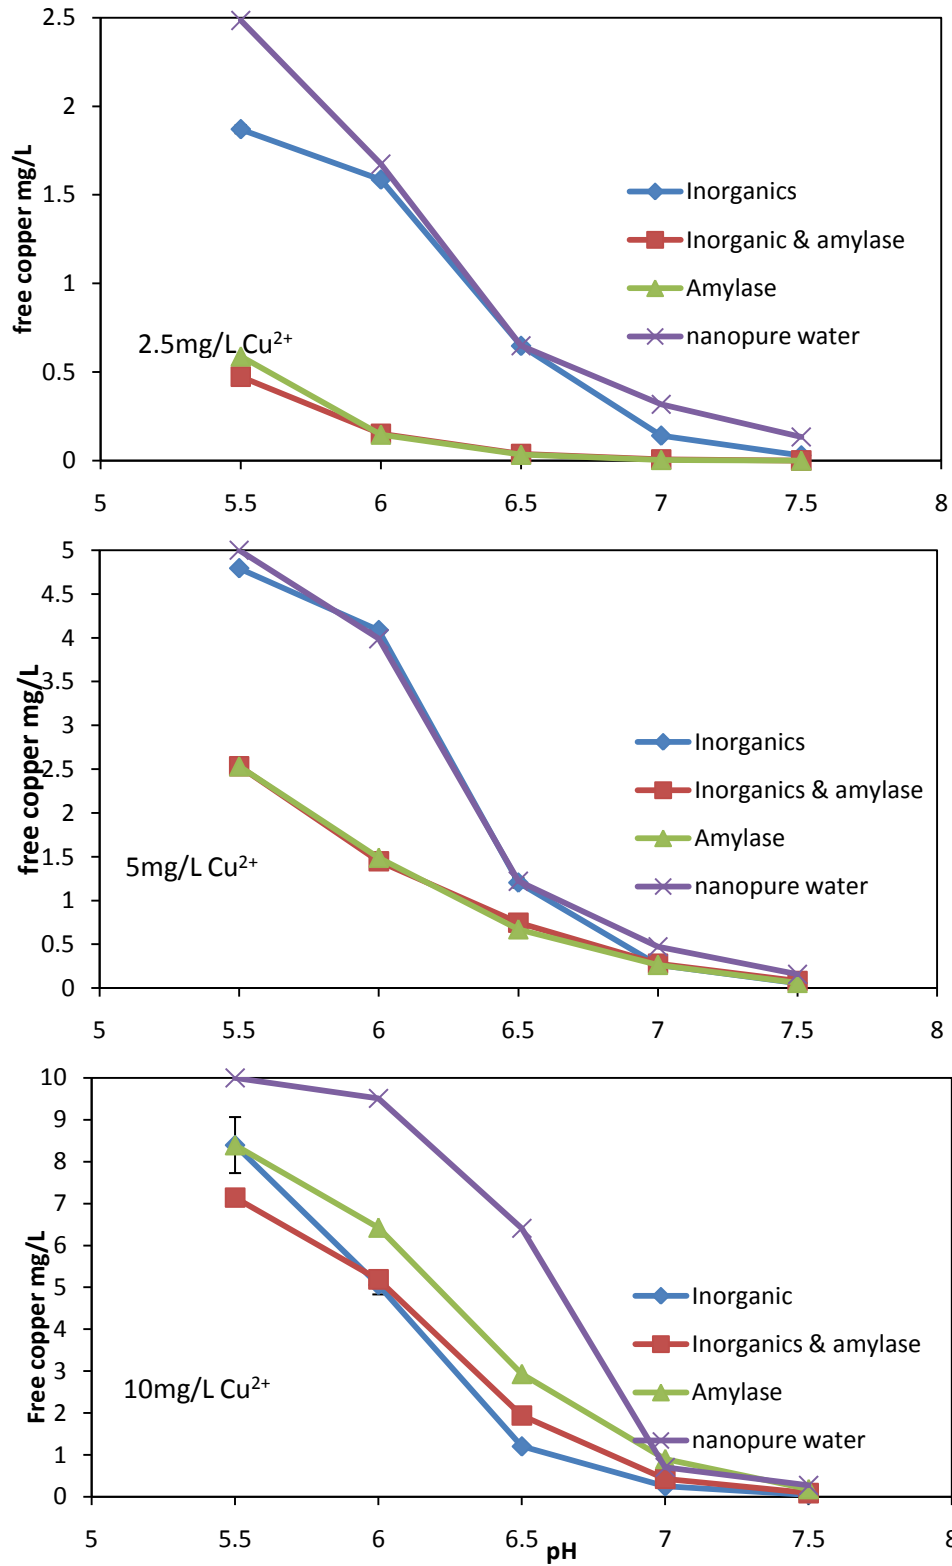 2.5
2
1.5
1
0.5
0
free copper mg/L
Inorganics
Inorganic & amylase
Amylase
nanopure water
2.5mg/L Cu²⁺
5 5.5 6 6.5 7 7.5 8
5
4.5
4
3.5
3
2.5
2
1.5
1
0.5
0
free copper mg/L
Inorganics
Inorganics & amylase
Amylase
nanopure water
5mg/L Cu²⁺
5 5.5 6 6.5 7 7.5 8
10
9
8
7
6
5
4
3
2
1
0
Free copper mg/L
Inorganic
Inorganics & amylase
Amylase
nanopure water
10mg/L Cu²⁺
5 5.5 6 6.5 7 7.5 8
pH